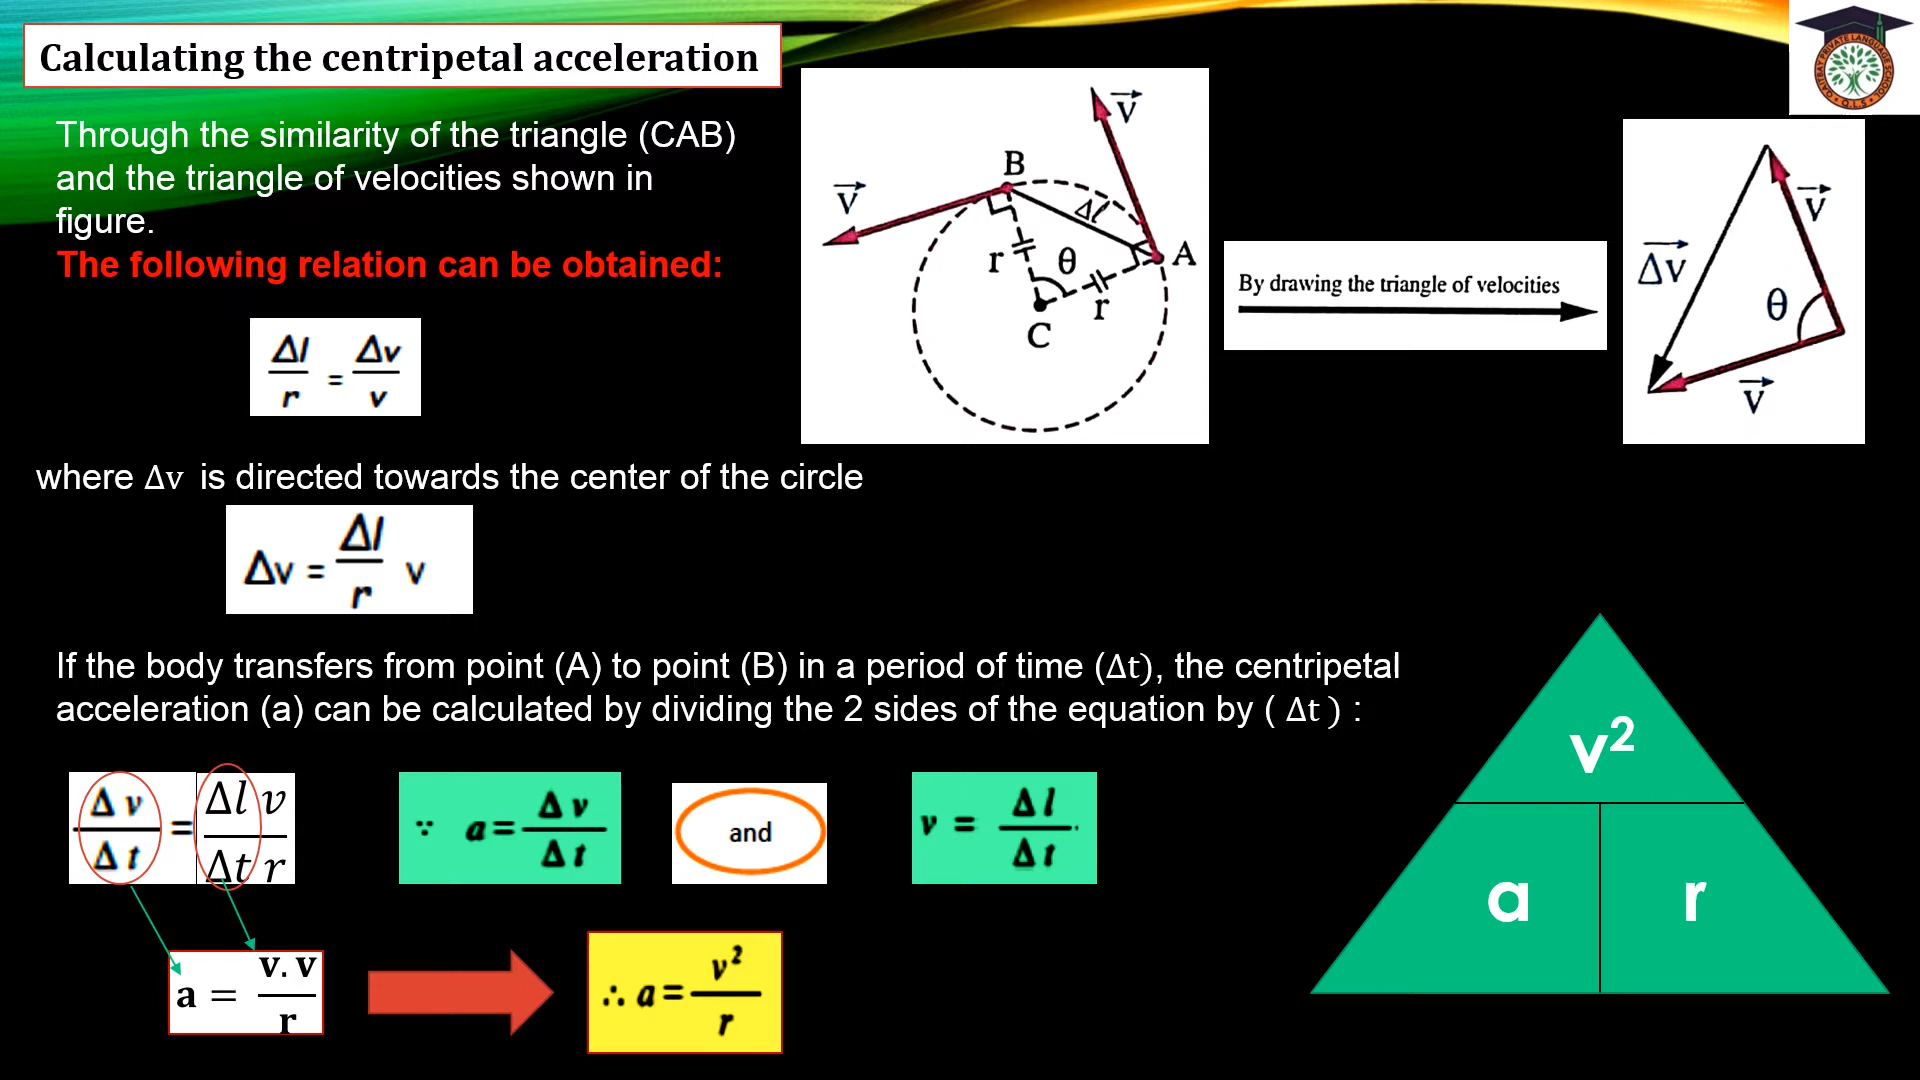 Calculating the centripetal acceleration
Through the similarity of the triangle (CAB)
and the triangle of velocities shown in
figure.
The following relation can be obtained:
Δl/r = Δv/v
V
V
B
Δl
A
r
θ
r
C
By drawing the triangle of velocities
V
Δv
θ
V
where Δv is directed towards the center of the circle
Δv = Δl/r v
If the body transfers from point (A) to point (B) in a period of time (Δt), the centripetal
acceleration (a) can be calculated by dividing the 2 sides of the equation by ( Δt ) :
Δv/Δt = Δl v/Δt r
∵ a = Δv/Δt
and
v = Δl/Δt
a = v.v/r
∴ a = v²/r
v²
a
r
PRIVATE LANGUAGE SCHOOL
O.L.S